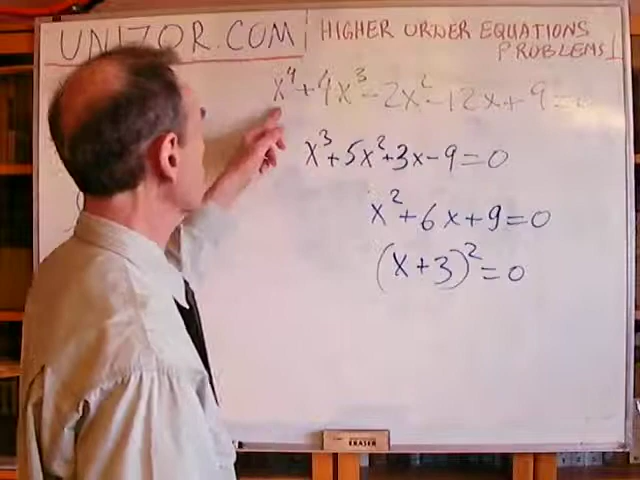 UNIZOR.COM
HIGHER ORDER EQUATIONS
PROBLEMS 1
x⁴+4x³-2x²-12x+9=0
x³+5x²+3x-9=0
x²+6x+9=0
(x+3)²=0
ERASER